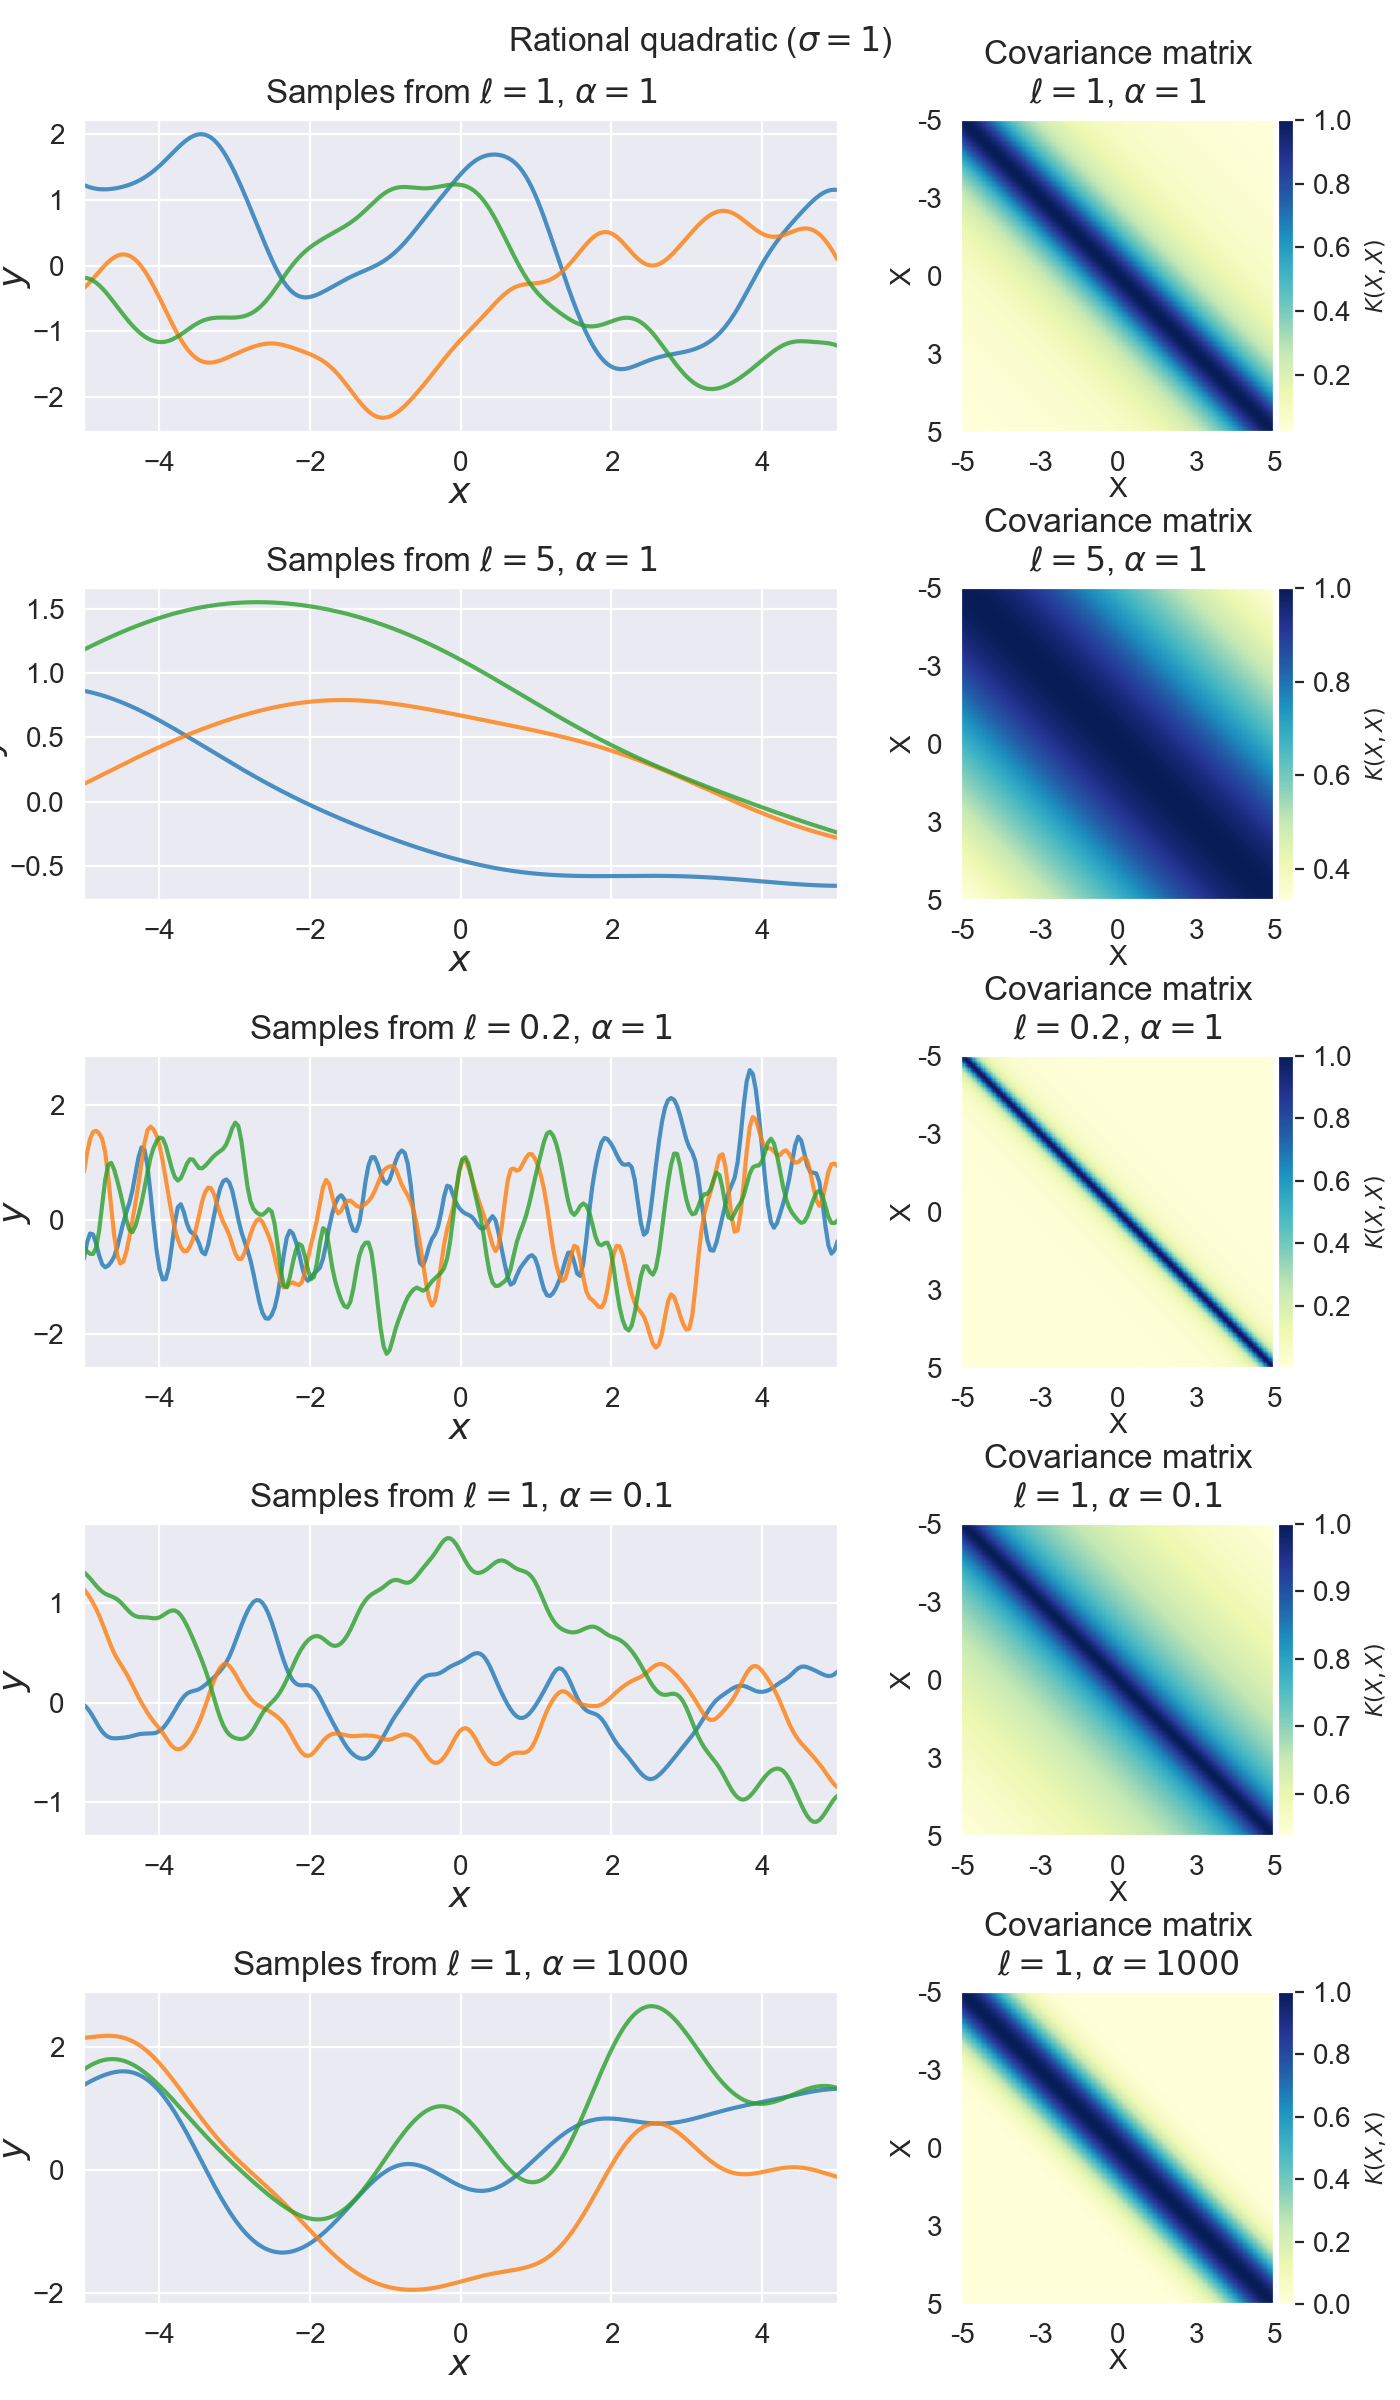 Rational quadratic (σ = 1)
Samples from ℓ = 1, α = 1
2
1
0
−1
−2
y
−4 −2 0 2 4
x
Covariance matrix
ℓ = 1, α = 1
-5
-3
0
3
5
X
-5 -3 0 3 5
X
1.0
0.8
0.6
0.4
0.2
K(X, X)
Samples from ℓ = 5, α = 1
1.5
1.0
0.5
0.0
−0.5
y
−4 −2 0 2 4
x
Covariance matrix
ℓ = 5, α = 1
-5
-3
0
3
5
X
-5 -3 0 3 5
X
1.0
0.8
0.6
0.4
K(X, X)
Samples from ℓ = 0.2, α = 1
2
0
−2
y
−4 −2 0 2 4
x
Covariance matrix
ℓ = 0.2, α = 1
-5
-3
0
3
5
X
-5 -3 0 3 5
X
1.0
0.8
0.6
0.4
0.2
K(X, X)
Samples from ℓ = 1, α = 0.1
1
0
−1
y
−4 −2 0 2 4
x
Covariance matrix
ℓ = 1, α = 0.1
-5
-3
0
3
5
X
-5 -3 0 3 5
X
1.0
0.9
0.8
0.7
0.6
K(X, X)
Samples from ℓ = 1, α = 1000
2
0
−2
y
−4 −2 0 2 4
x
Covariance matrix
ℓ = 1, α = 1000
-5
-3
0
3
5
X
-5 -3 0 3 5
X
1.0
0.8
0.6
0.4
0.2
0.0
K(X, X)